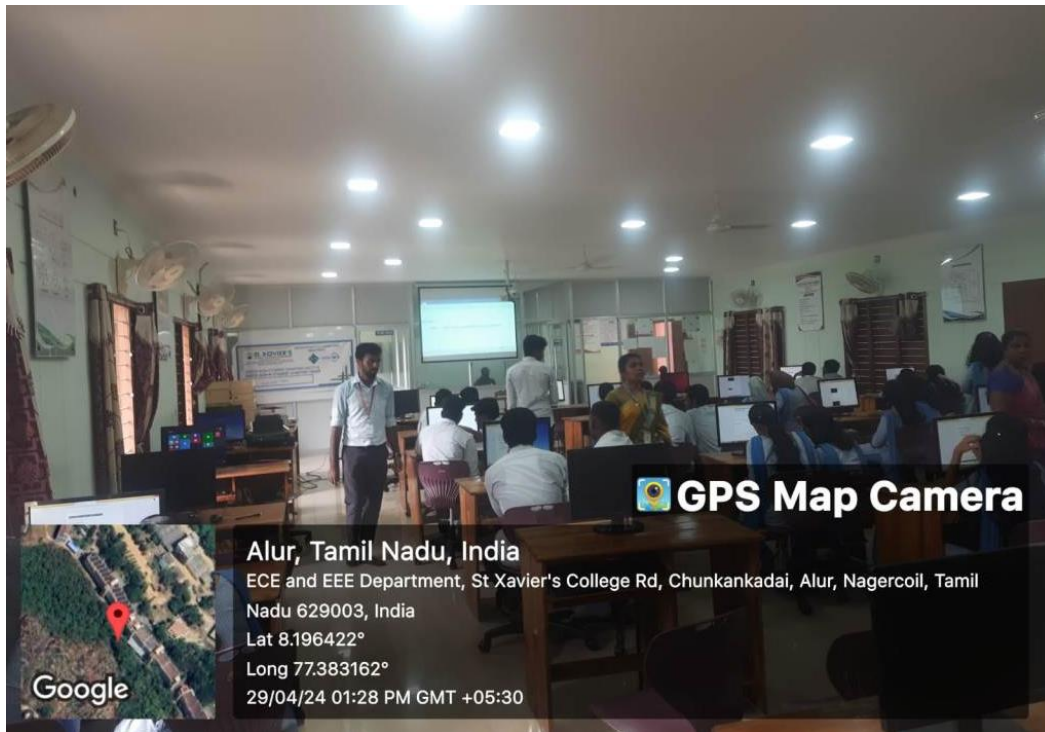 St. XAVIER'S
GPS Map Camera
Alur, Tamil Nadu, India
ECE and EEE Department, St Xavier's College Rd, Chunkankadai, Alur, Nagercoil, Tamil
Nadu 629003, India
Lat 8.196422°
Long 77.383162°
29/04/24 01:28 PM GMT +05:30
Google